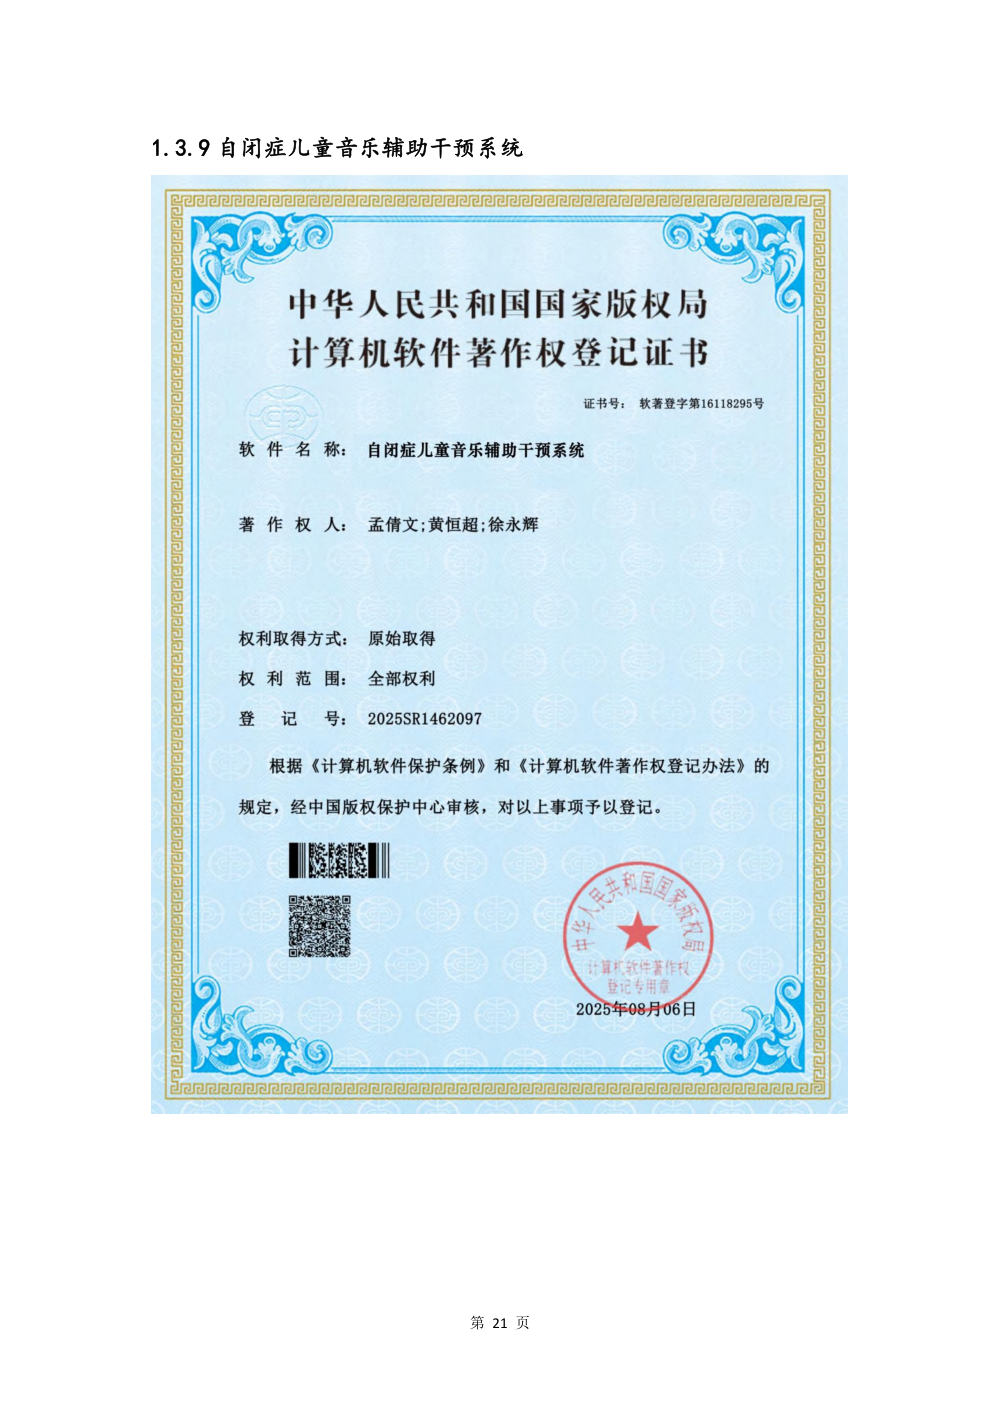 1.3.9 自闭症儿童音乐辅助干预系统
中华人民共和国国家版权局
计算机软件著作权登记证书
证书号： 软著登字第16118295号
软件名称： 自闭症儿童音乐辅助干预系统
著作权人： 孟倩文;黄恒超;徐永辉
权利取得方式： 原始取得
权利范围： 全部权利
登记号： 2025SR1462097
根据《计算机软件保护条例》和《计算机软件著作权登记办法》的
规定，经中国版权保护中心审核，对以上事项予以登记。
中华人民共和国国家版权局
计算机软件著作权
登记专用章
2025年08月06日
第 21 页